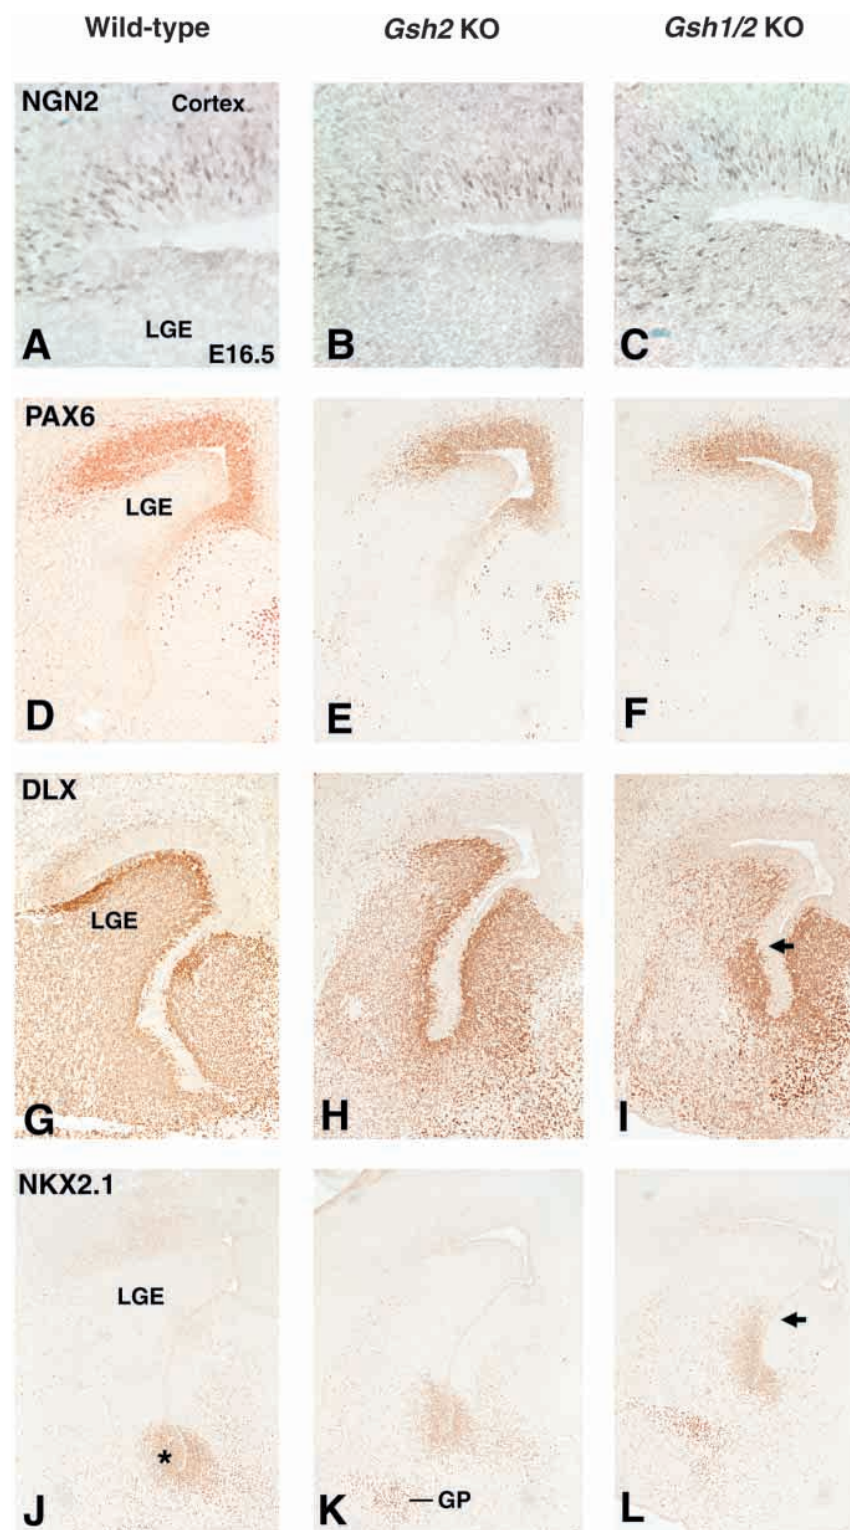 Wild-type Gsh2 KO Gsh1/2 KO
NGN2 Cortex
LGE
A E16.5 B C
PAX6
LGE
D E F
DLX
LGE
G H I
NKX2.1
LGE
*
J K GP L